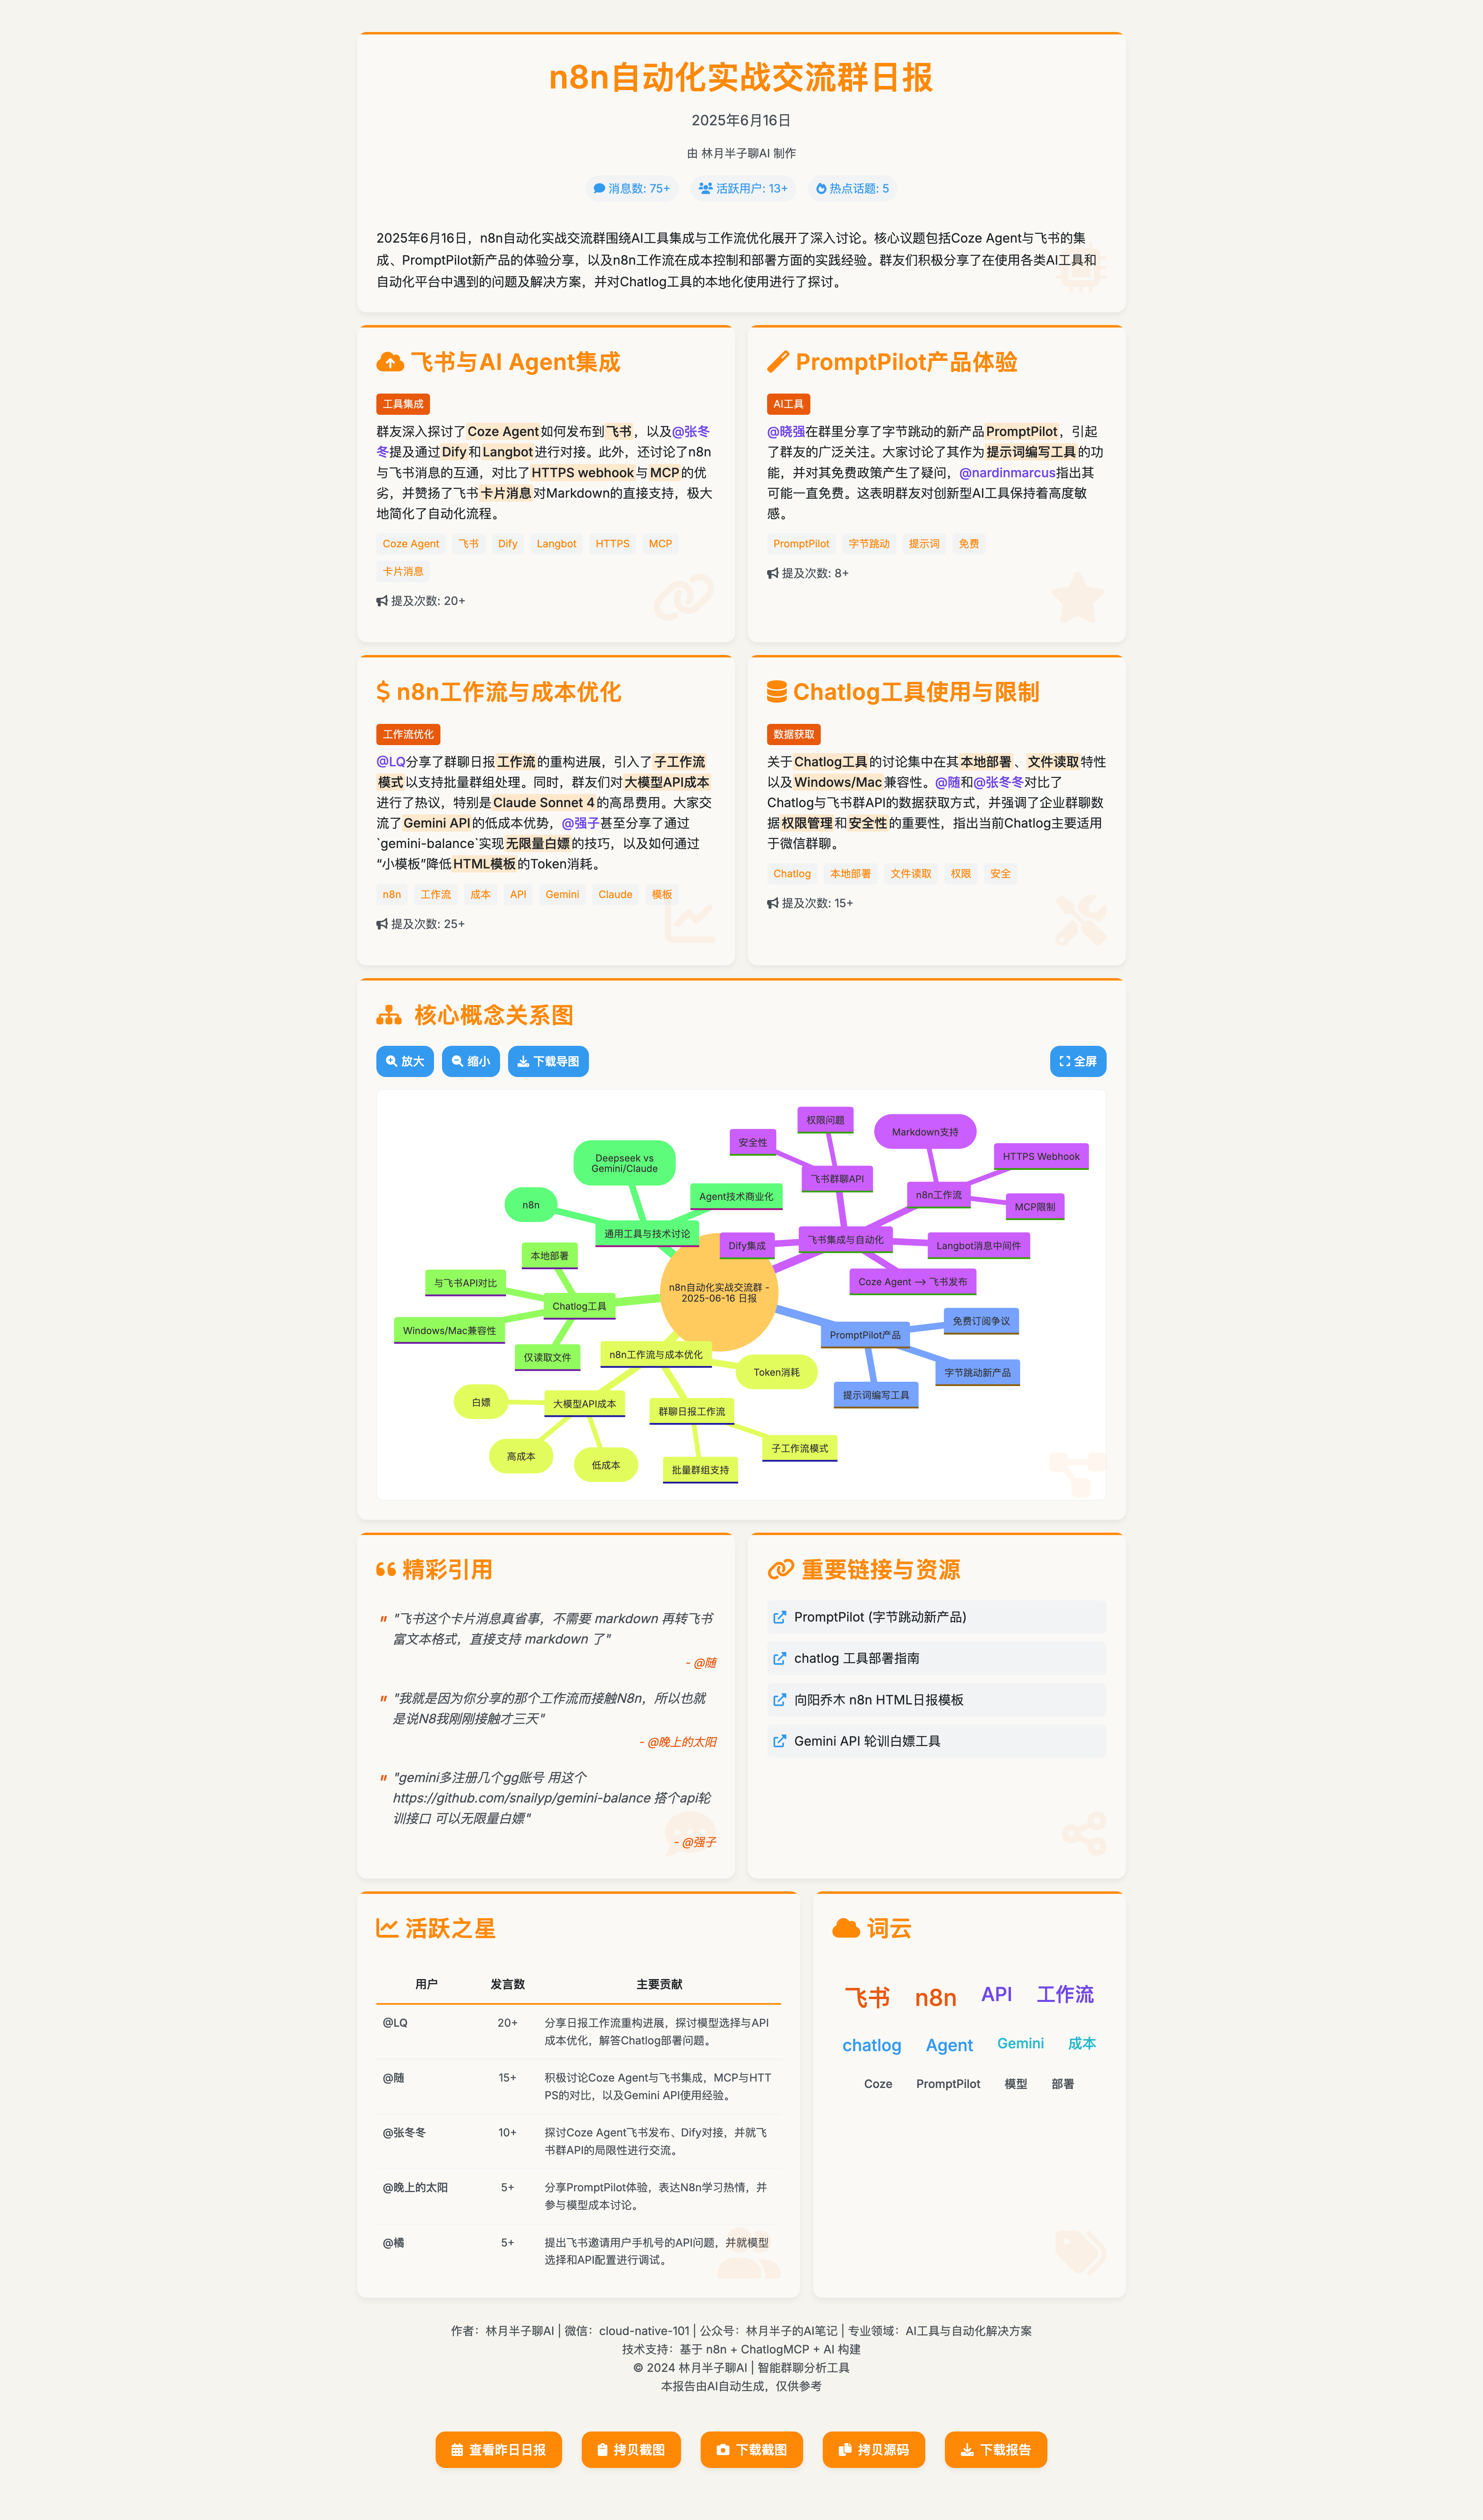 n8n自动化实战交流群日报
2025年6月16日
由 林月半子聊AI 制作
消息数: 75+
活跃用户: 13+
热点话题: 5
2025年6月16日，n8n自动化实战交流群围绕AI工具集成与工作流优化展开了深入讨论。核心议题包括Coze Agent与飞书的集
成、PromptPilot新产品的体验分享，以及n8n工作流在成本控制和部署方面的实践经验。群友们积极分享了在使用各类AI工具和
自动化平台中遇到的问题及解决方案，并对Chatlog工具的本地化使用进行了探讨。
飞书与AI Agent集成
工具集成
群友深入探讨了Coze Agent如何发布到飞书，以及@张冬
冬提及通过Dify和Langbot进行对接。此外，还讨论了n8n
与飞书消息的互通，对比了HTTPS webhook与MCP的优
劣，并赞扬了飞书卡片消息对Markdown的直接支持，极大
地简化了自动化流程。
Coze Agent
飞书
Dify
Langbot
HTTPS
MCP
卡片消息
提及次数: 20+
PromptPilot产品体验
AI工具
@晓强在群里分享了字节跳动的新产品PromptPilot，引起
了群友的广泛关注。大家讨论了其作为提示词编写工具的功
能，并对其免费政策产生了疑问，@nardinmarcus指出其
可能一直免费。这表明群友对创新型AI工具保持着高度敏
感。
PromptPilot
字节跳动
提示词
免费
提及次数: 8+
n8n工作流与成本优化
工作流优化
@LQ分享了群聊日报工作流的重构进展，引入了子工作流
模式以支持批量群组处理。同时，群友们对大模型API成本
进行了热议，特别是Claude Sonnet 4的高昂费用。大家交
流了Gemini API的低成本优势，@强子甚至分享了通过
`gemini-balance`实现无限量白嫖的技巧，以及如何通过
“小模板”降低HTML模板的Token消耗。
n8n
工作流
成本
API
Gemini
Claude
模板
提及次数: 25+
Chatlog工具使用与限制
数据获取
关于Chatlog工具的讨论集中在其本地部署、文件读取特性
以及Windows/Mac兼容性。@随和@张冬冬对比了
Chatlog与飞书群API的数据获取方式，并强调了企业群聊数
据权限管理和安全性的重要性，指出当前Chatlog主要适用
于微信群聊。
Chatlog
本地部署
文件读取
权限
安全
提及次数: 15+
核心概念关系图
放大
缩小
下载导图
全屏
权限问题
Markdown支持
安全性
HTTPS Webhook
Deepseek vs
Gemini/Claude
飞书群聊API
n8n工作流
Agent技术商业化
n8n
MCP限制
通用工具与技术讨论
Dify集成
飞书集成与自动化
Langbot消息中间件
本地部署
与飞书API对比
Coze Agent --> 飞书发布
n8n自动化实战交流群 -
2025-06-16 日报
Chatlog工具
免费订阅争议
Windows/Mac兼容性
PromptPilot产品
仅读取文件
n8n工作流与成本优化
Token消耗
字节跳动新产品
提示词编写工具
白嫖
大模型API成本
群聊日报工作流
子工作流模式
高成本
低成本
批量群组支持
精彩引用
"飞书这个卡片消息真省事，不需要 markdown 再转飞书
富文本格式，直接支持 markdown 了"
- @随
"我就是因为你分享的那个工作流而接触N8n，所以也就
是说N8我刚刚接触才三天"
- @晚上的太阳
"gemini多注册几个gg账号 用这个
https://github.com/snailyp/gemini-balance 搭个api轮
训接口 可以无限量白嫖"
- @强子
重要链接与资源
PromptPilot (字节跳动新产品)
chatlog 工具部署指南
向阳乔木 n8n HTML日报模板
Gemini API 轮训白嫖工具
活跃之星
用户 发言数 主要贡献
@LQ 20+ 分享日报工作流重构进展，探讨模型选择与API
成本优化，解答Chatlog部署问题。
@随 15+ 积极讨论Coze Agent与飞书集成，MCP与HTT
PS的对比，以及Gemini API使用经验。
@张冬冬 10+ 探讨Coze Agent飞书发布、Dify对接，并就飞
书群API的局限性进行交流。
@晚上的太阳 5+ 分享PromptPilot体验，表达N8n学习热情，并
参与模型成本讨论。
@橘 5+ 提出飞书邀请用户手机号的API问题，并就模型
选择和API配置进行调试。
词云
飞书 n8n API 工作流
chatlog Agent Gemini 成本
Coze PromptPilot 模型 部署
作者：林月半子聊AI | 微信：cloud-native-101 | 公众号：林月半子的AI笔记 | 专业领域：AI工具与自动化解决方案
技术支持：基于 n8n + ChatlogMCP + AI 构建
© 2024 林月半子聊AI | 智能群聊分析工具
本报告由AI自动生成，仅供参考
查看昨日日报
拷贝截图
下载截图
拷贝源码
下载报告